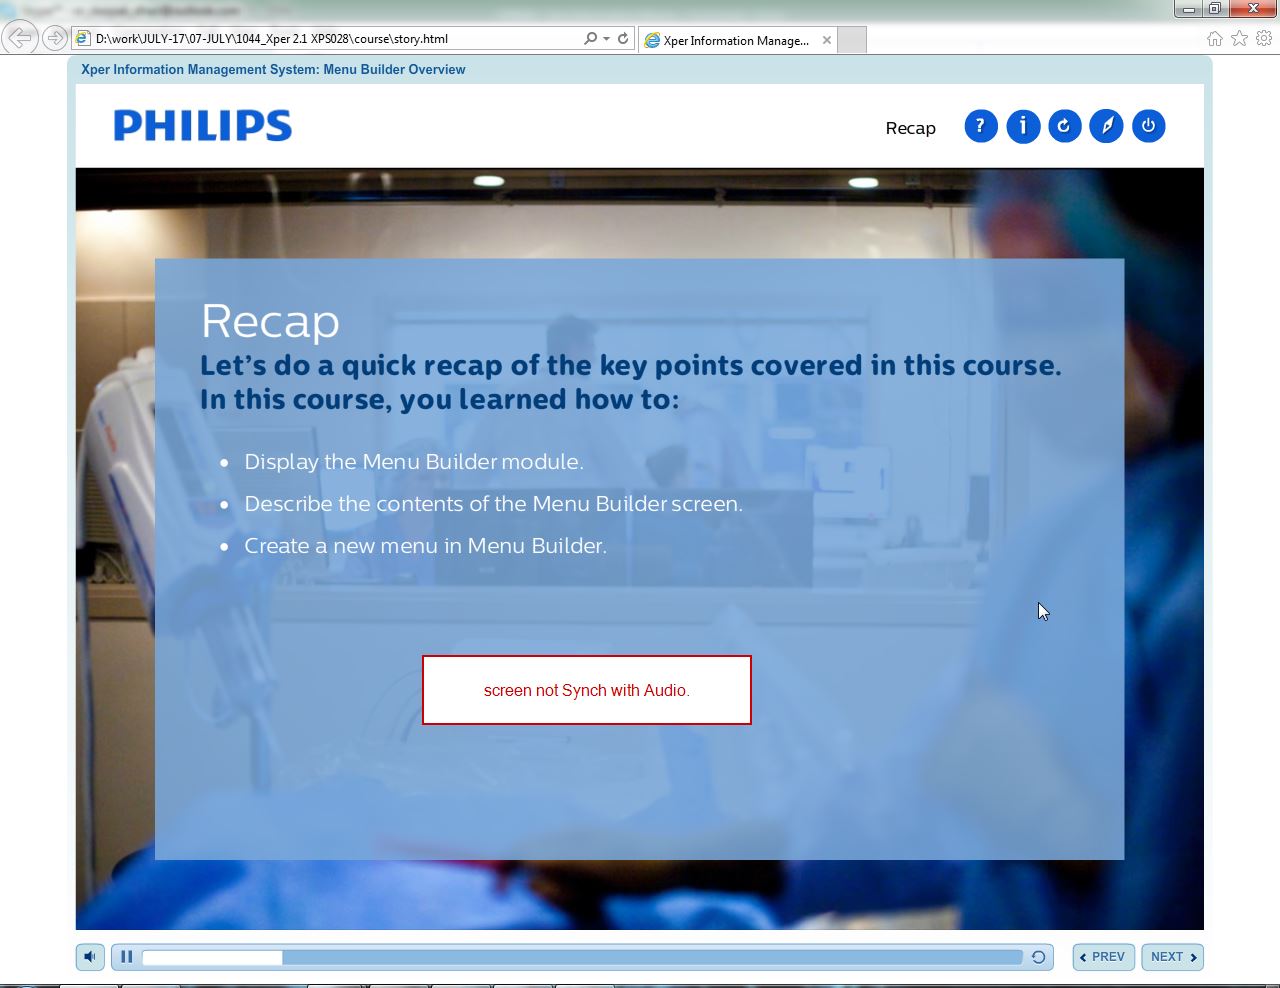 D:\work\JULY-17\07-JULY\1044_Xper 2.1 XPS028\course\story.html
Xper Information Manage...
Xper Information Management System: Menu Builder Overview
PHILIPS
Recap
Recap
Let's do a quick recap of the key points covered in this course.
In this course, you learned how to:
• Display the Menu Builder module.
• Describe the contents of the Menu Builder screen.
• Create a new menu in Menu Builder.
screen not Synch with Audio.
PREV
NEXT